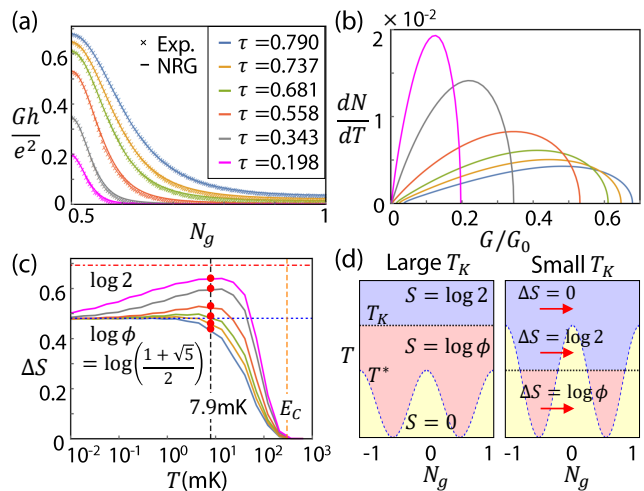 (a)
Gh
e²
0.6
0.4
0.2
0
0.5
1
N_g
× Exp.
− NRG
τ =0.790
τ =0.737
τ =0.681
τ =0.558
τ =0.343
τ =0.198
(b)
2 × 10⁻²
1
0
dN
dT
0
0.2
0.4
0.6
G/G₀
(c)
ΔS
0.6
0.4
0.2
0
log 2
log ϕ
= log(1 + √5
2)
7.9mK
E_C
10⁻²
10⁻¹
10⁰
10¹
10²
10³
T(mK)
(d)
Large T_K
Small T_K
S = log 2
T_K
T
S = log ϕ
T*
S = 0
-1
0
1
N_g
ΔS = 0
ΔS = log 2
ΔS = log ϕ
-1
0
1
N_g